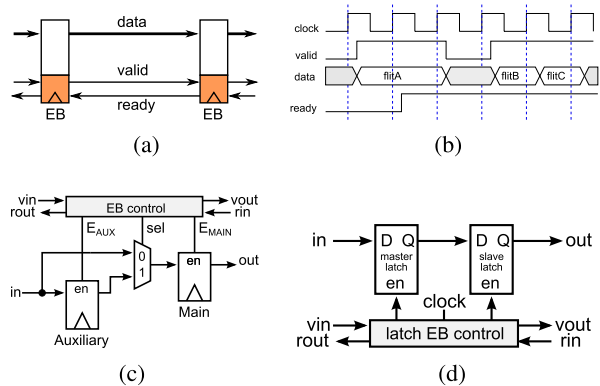 data
valid
ready
EB
EB
(a)
clock
valid
data
flitA
flitB
flitC
ready
(b)
vin
rout
EB control
vout
rin
E_AUX
sel
E_MAIN
in
en
0
1
en
out
Auxiliary
Main
(c)
in
D Q
master
latch
en
D Q
slave
latch
en
out
clock
vin
rout
latch EB control
vout
rin
(d)